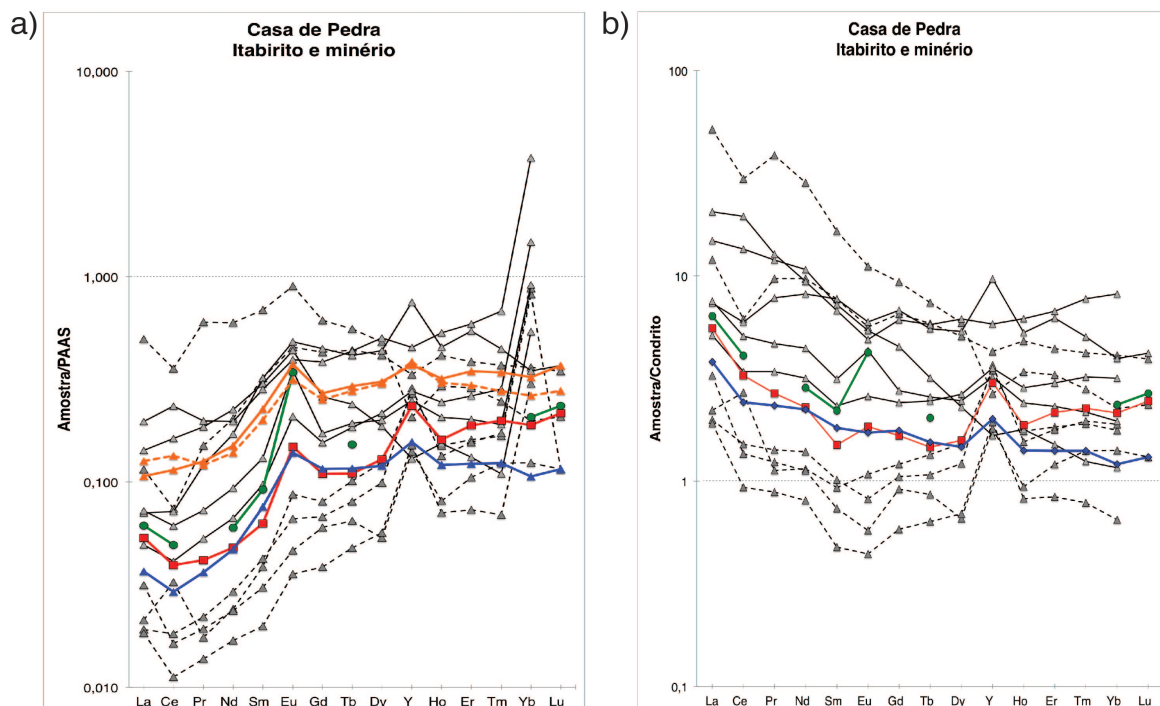 a)
Casa de Pedra
Itabirito e minério
10,000
1,000
0,100
0,010
Amostra/PAAS
La Ce Pr Nd Sm Eu Gd Tb Dy Y Ho Er Tm Yb Lu
b)
Casa de Pedra
Itabirito e minério
100
10
1
0,1
Amostra/Condrito
La Ce Pr Nd Sm Eu Gd Tb Dy Y Ho Er Tm Yb Lu